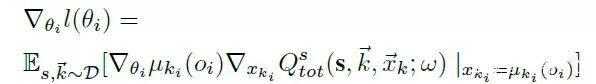 ∇_{θ_i} l(θ_i) =
𝔼_{s,\vec{k}∼𝒟}[∇_{θ_i} μ_{k_i}(o_i) ∇_{x_{k_i}} Q^s_{tot}(𝐬, \vec{k}, \vec{x}_k; ω) |_{x_{k_i}=μ_{k_i}(o_i)}]